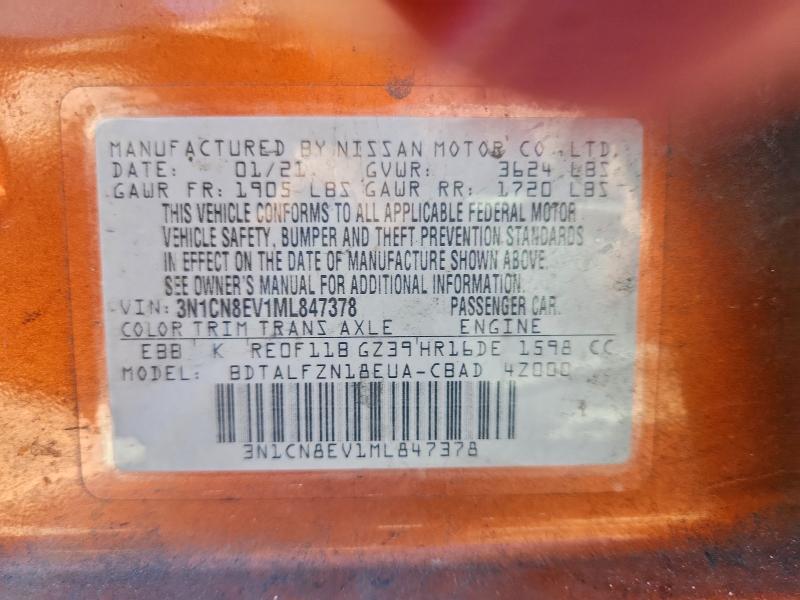 MANUFACTURED BY NISSAN MOTOR CO., LTD.
DATE: 01/21 GVWR: 3624 LBS
GAWR FR: 1905 LBS GAWR RR: 1720 LBS
THIS VEHICLE CONFORMS TO ALL APPLICABLE FEDERAL MOTOR
VEHICLE SAFETY, BUMPER AND THEFT PREVENTION STANDARDS
IN EFFECT ON THE DATE OF MANUFACTURE SHOWN ABOVE.
SEE OWNER'S MANUAL FOR ADDITIONAL INFORMATION.
VIN: 3N1CN8EV1ML847378 PASSENGER CAR
COLOR TRIM TRANS AXLE ENGINE
EBB K RE0F11B GZ39 HR16DE 1598 CC
MODEL: BDTALFZN18EUA-CBAD 4Z000
3N1CN8EV1ML847378